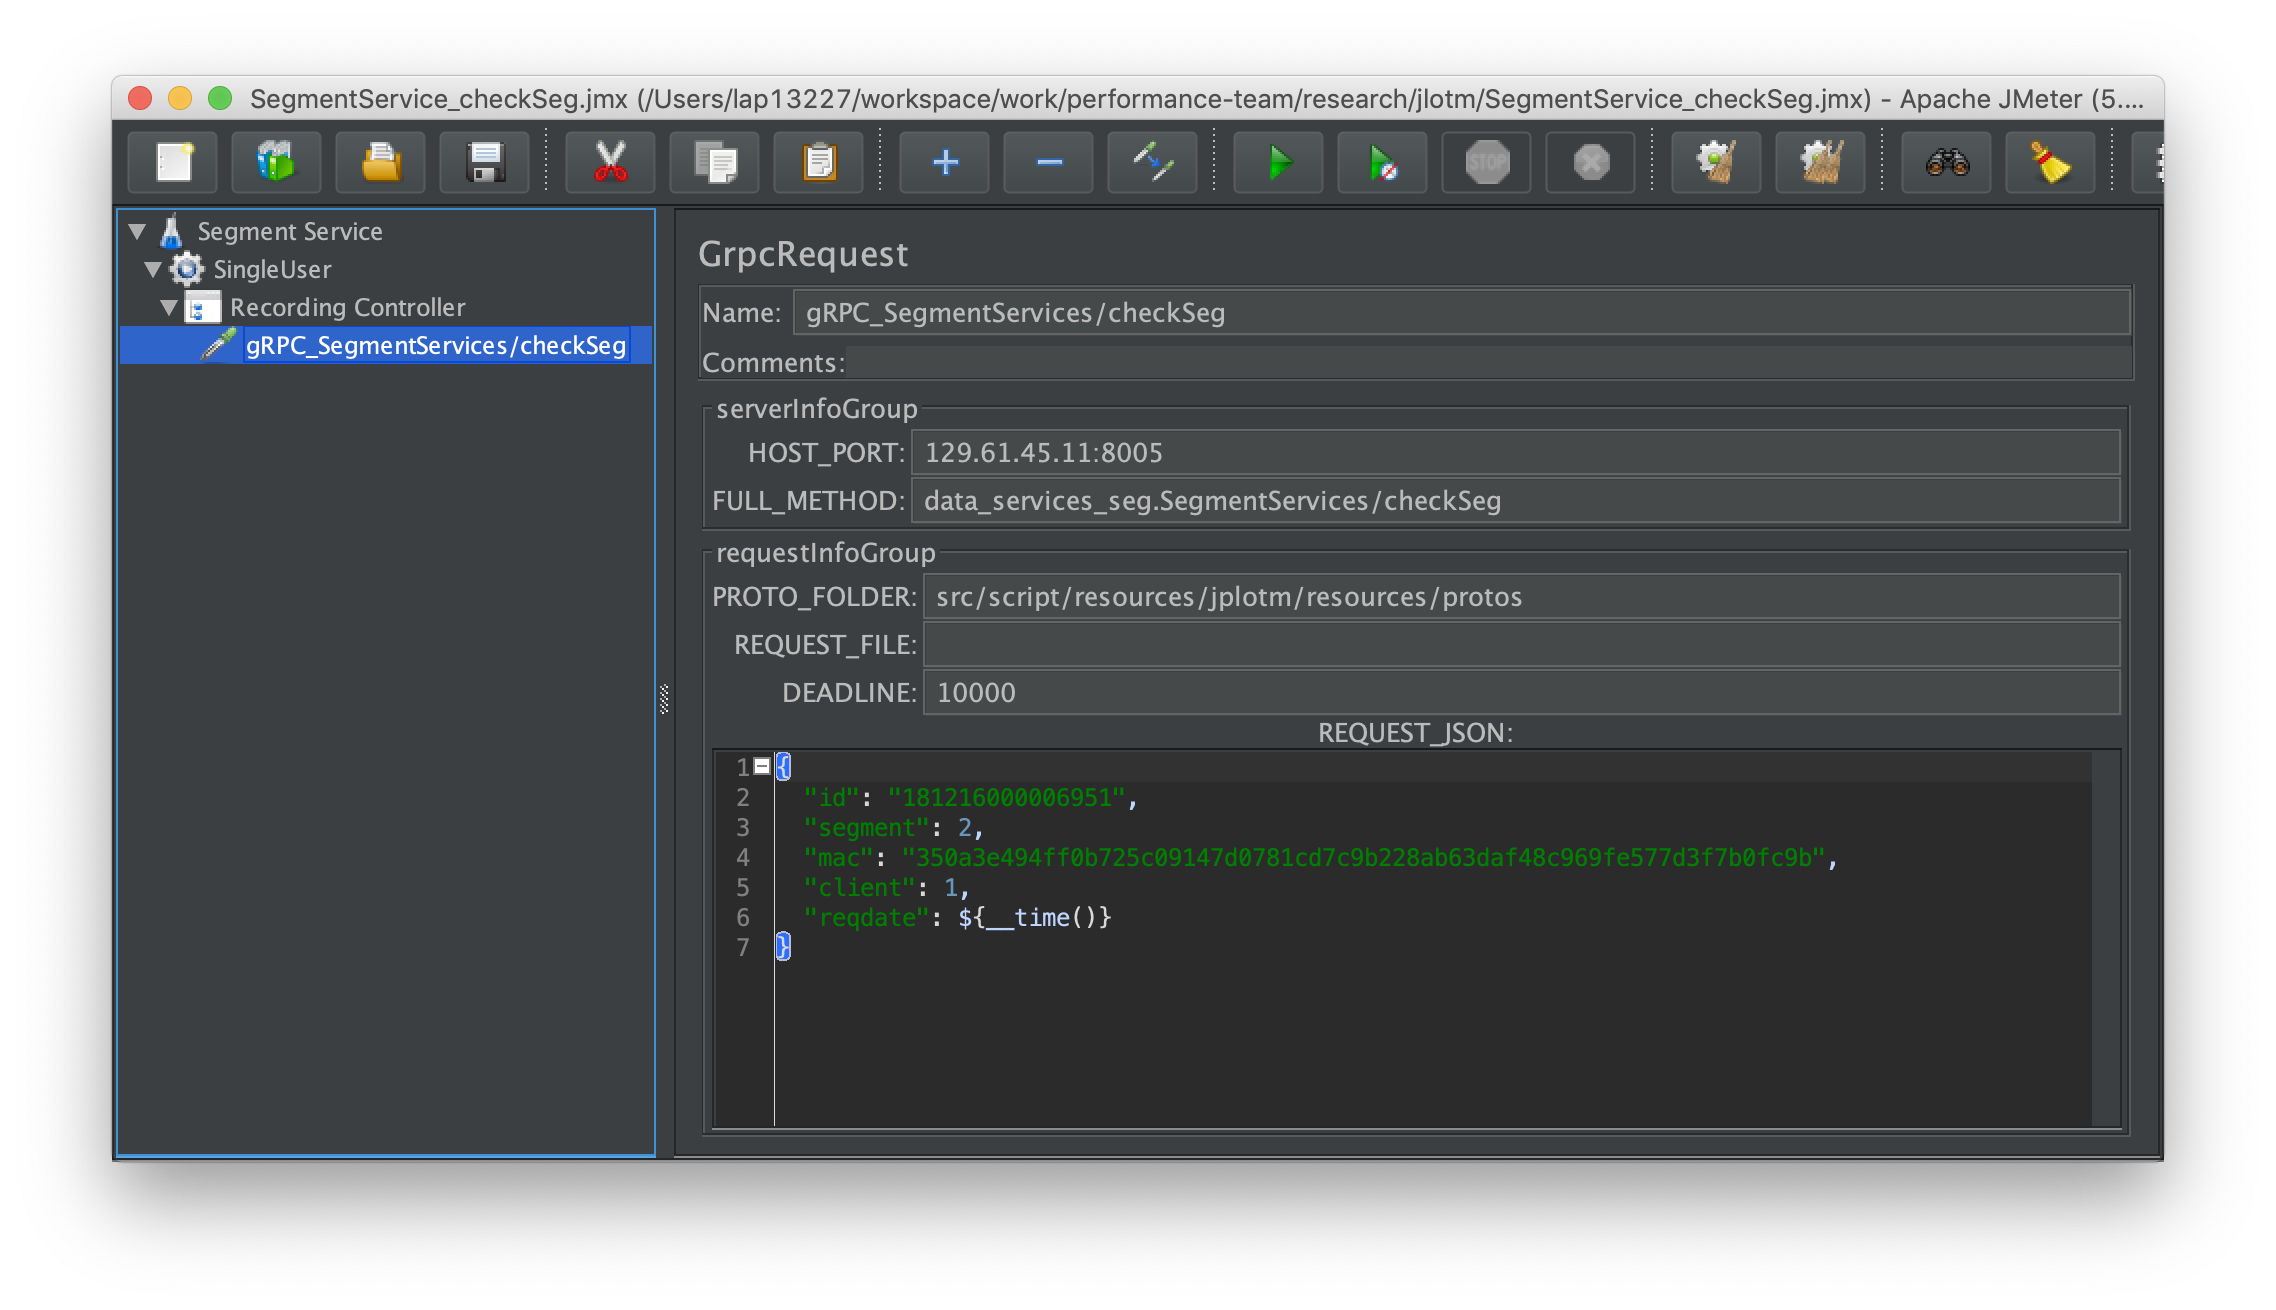 SegmentService_checkSeg.jmx (/Users/lap13227/workspace/work/performance-team/research/jlotm/SegmentService_checkSeg.jmx) - Apache JMeter (5....
STOP
Segment Service
SingleUser
Recording Controller
gRPC_SegmentServices/checkSeg
GrpcRequest
Name: gRPC_SegmentServices/checkSeg
Comments:
serverInfoGroup
HOST_PORT: 129.61.45.11:8005
FULL_METHOD: data_services_seg.SegmentServices/checkSeg
requestInfoGroup
PROTO_FOLDER: src/script/resources/jplotm/resources/protos
REQUEST_FILE:
DEADLINE: 10000
REQUEST_JSON:
1 {
2 "id": "181216000006951",
3 "segment": 2,
4 "mac": "350a3e494ff0b725c09147d0781cd7c9b228ab63daf48c969fe577d3f7b0fc9b",
5 "client": 1,
6 "reqdate": ${__time()}
7 }